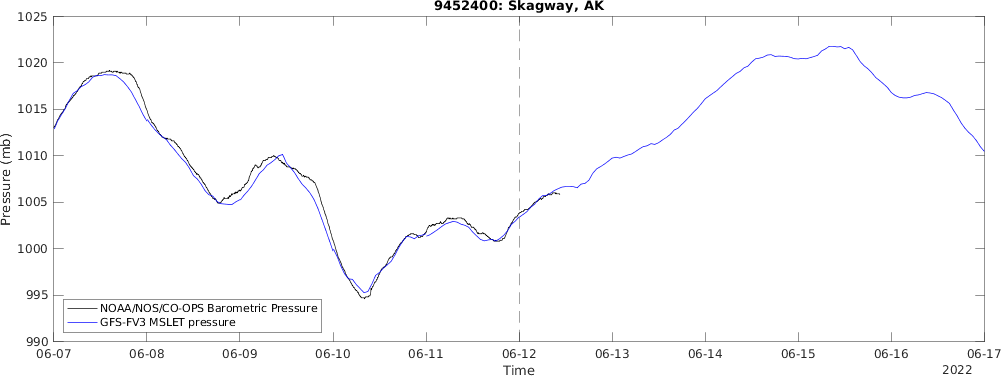 9452400: Skagway, AK
1025
1020
1015
1010
1005
1000
995
990
Pressure (mb)
NOAA/NOS/CO-OPS Barometric Pressure
GFS-FV3 MSLET pressure
06-07 06-08 06-09 06-10 06-11 06-12 06-13 06-14 06-15 06-16 06-17
Time
2022